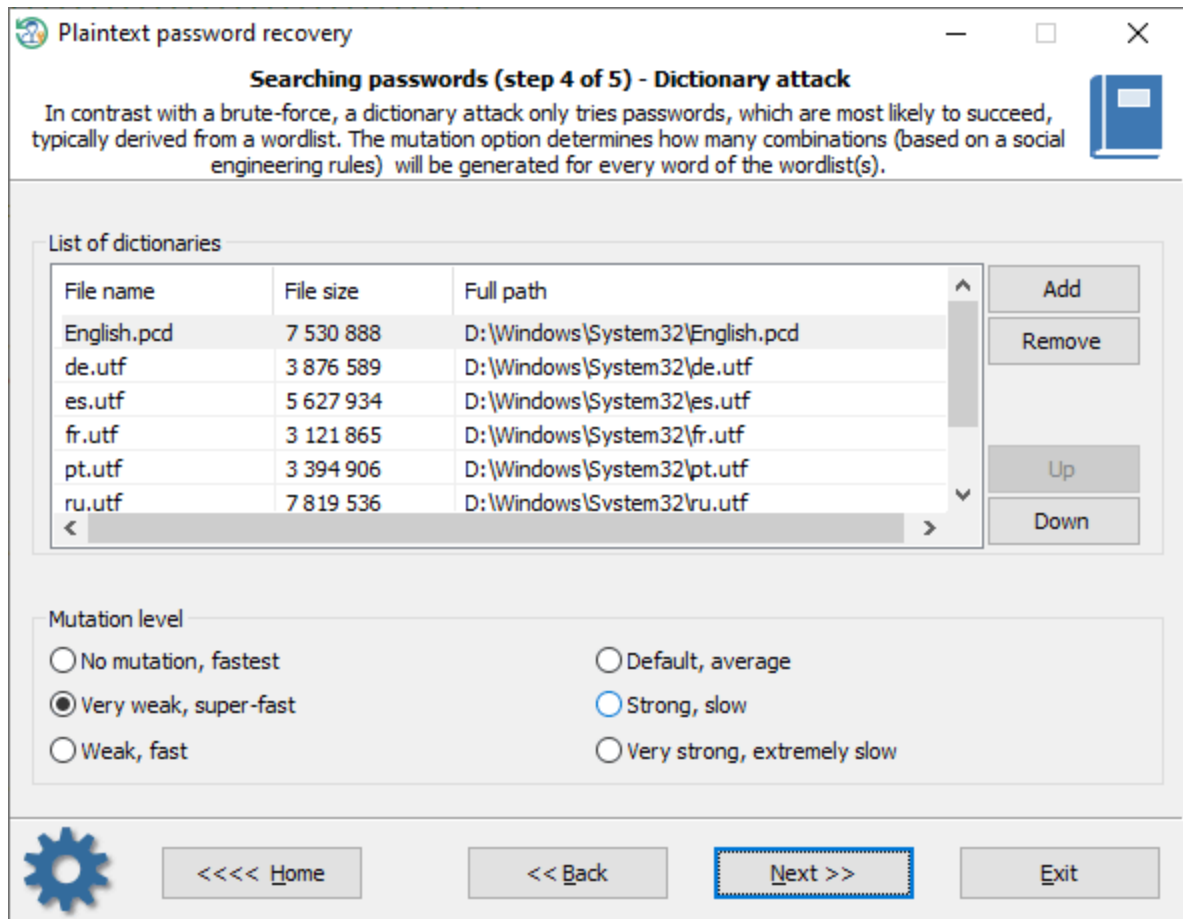 Plaintext password recovery
Searching passwords (step 4 of 5) - Dictionary attack
In contrast with a brute-force, a dictionary attack only tries passwords, which are most likely to succeed,
typically derived from a wordlist. The mutation option determines how many combinations (based on a social
engineering rules)  will be generated for every word of the wordlist(s).
List of dictionaries
File name File size Full path
Add
English.pcd 7 530 888 D:\Windows\System32\English.pcd
Remove
de.utf 3 876 589 D:\Windows\System32\de.utf
es.utf 5 627 934 D:\Windows\System32\es.utf
fr.utf 3 121 865 D:\Windows\System32\fr.utf
pt.utf 3 394 906 D:\Windows\System32\pt.utf
Up
ru.utf 7 819 536 D:\Windows\System32\ru.utf
Down
Mutation level
No mutation, fastest Default, average
Very weak, super-fast Strong, slow
Weak, fast Very strong, extremely slow
<<<< Home << Back Next >> Exit